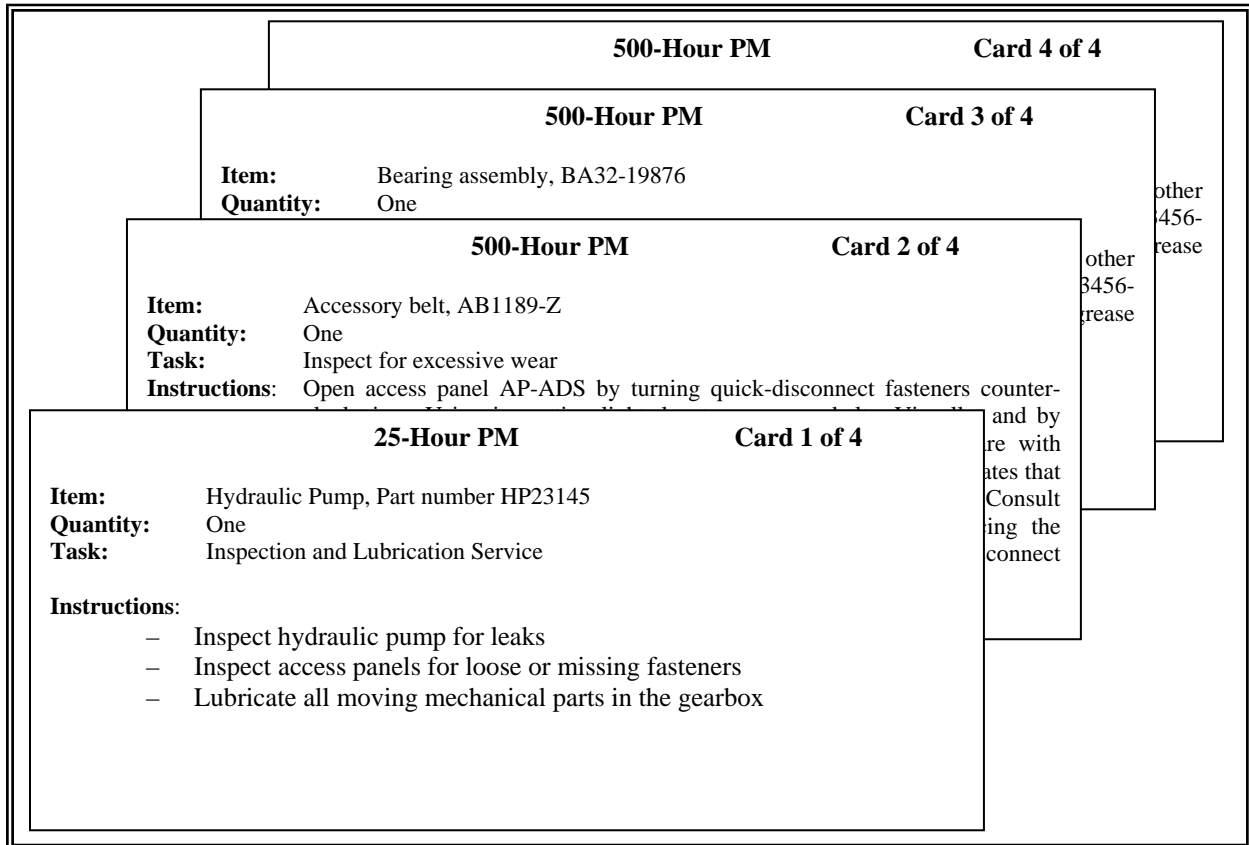 500-Hour PM Card 4 of 4
other
rease
500-Hour PM Card 3 of 4
Item: Bearing assembly, BA32-19876
Quantity: One
other
3456-
grease
500-Hour PM Card 2 of 4
Item: Accessory belt, AB1189-Z
Quantity: One
Task: Inspect for excessive wear
Instructions: Open access panel AP-ADS by turning quick-disconnect fasteners counter-
and by
with
that
Consult
the
connect
25-Hour PM Card 1 of 4
Item: Hydraulic Pump, Part number HP23145
Quantity: One
Task: Inspection and Lubrication Service
Instructions:
– Inspect hydraulic pump for leaks
– Inspect access panels for loose or missing fasteners
– Lubricate all moving mechanical parts in the gearbox